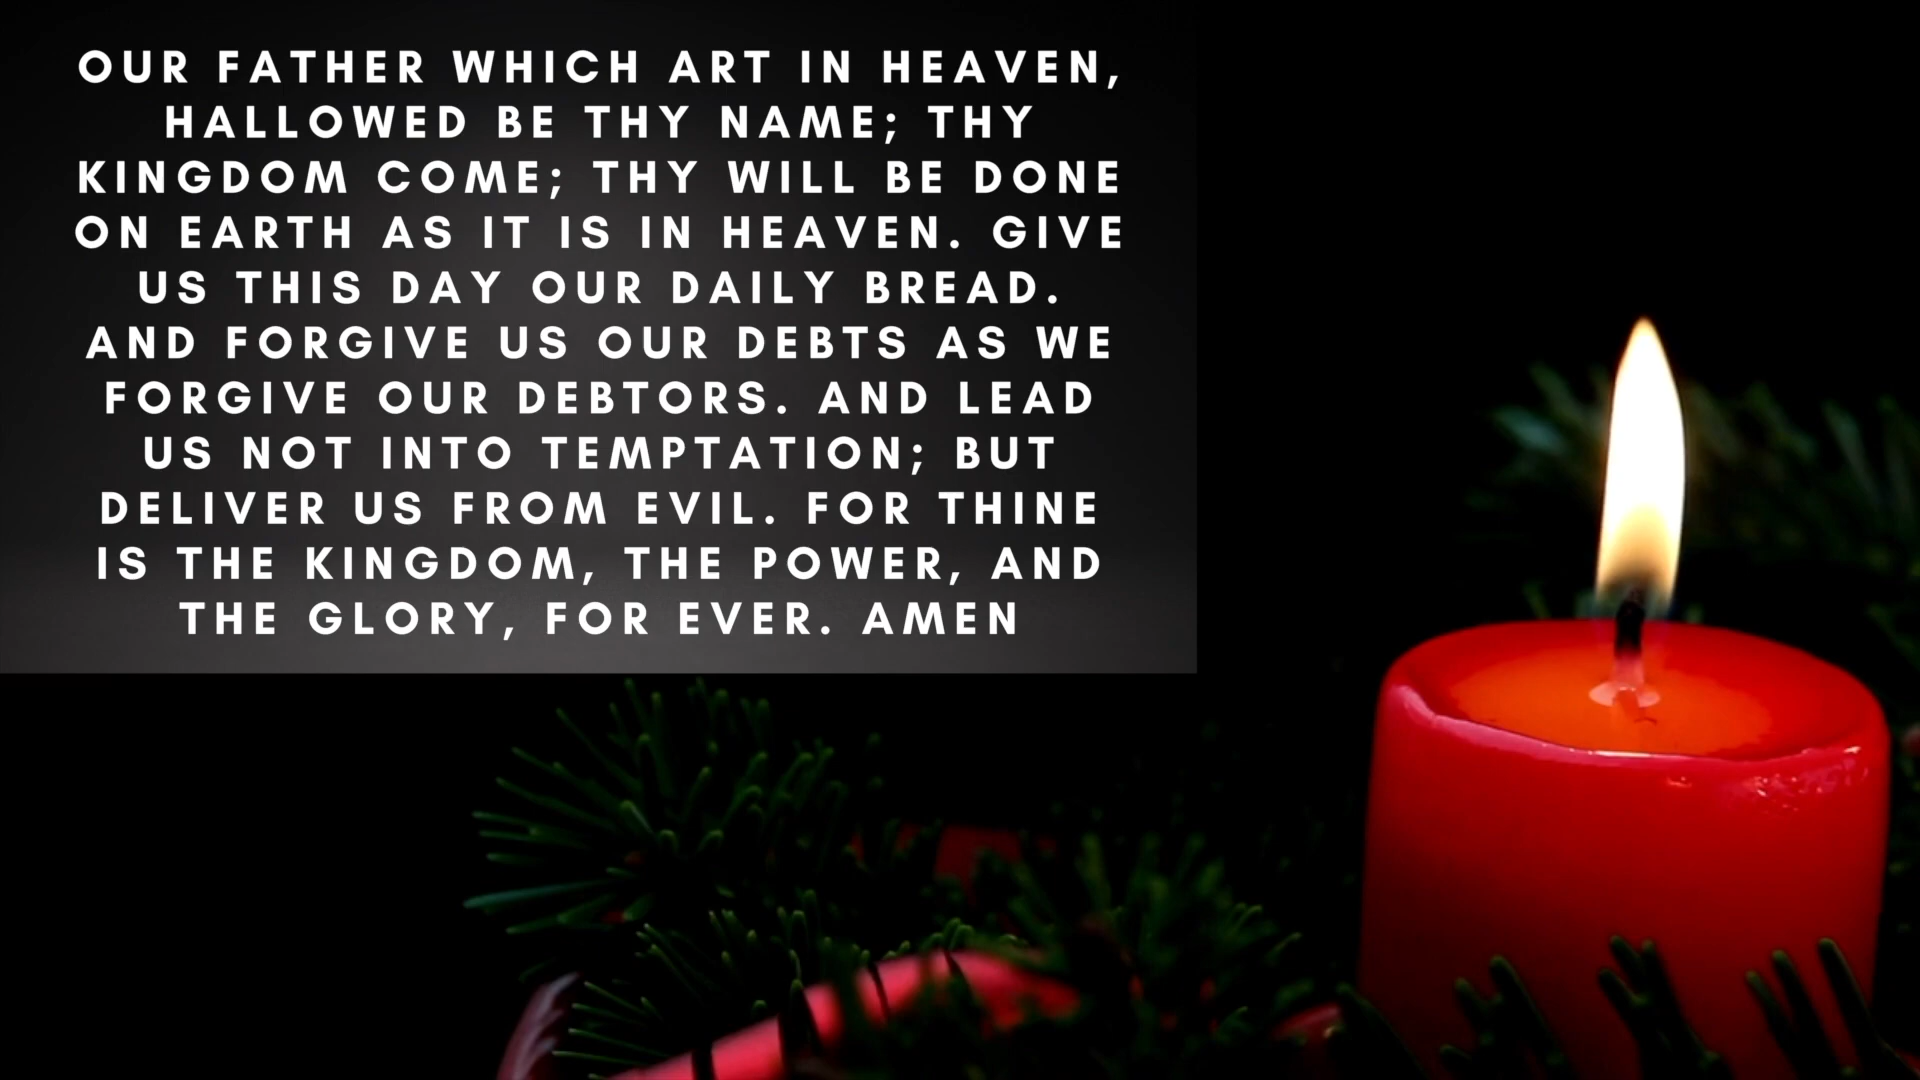 OUR FATHER WHICH ART IN HEAVEN,
HALLOWED BE THY NAME; THY
KINGDOM COME; THY WILL BE DONE
ON EARTH AS IT IS IN HEAVEN. GIVE
US THIS DAY OUR DAILY BREAD.
AND FORGIVE US OUR DEBTS AS WE
FORGIVE OUR DEBTORS. AND LEAD
US NOT INTO TEMPTATION; BUT
DELIVER US FROM EVIL. FOR THINE
IS THE KINGDOM, THE POWER, AND
THE GLORY, FOR EVER. AMEN